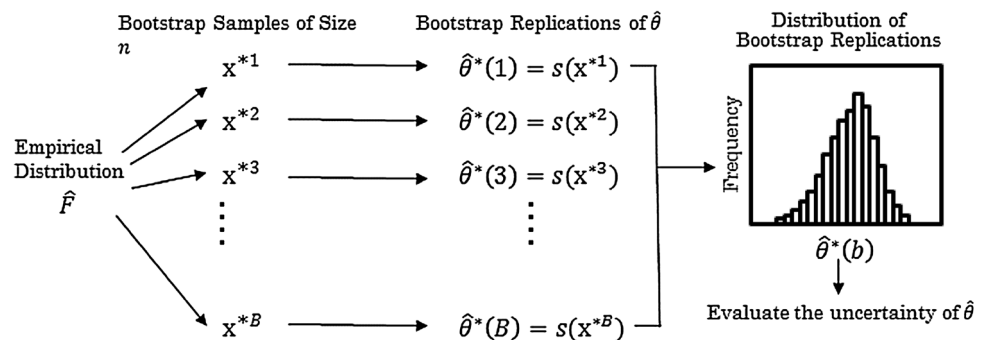 Bootstrap Samples of Size
n
Bootstrap Replications of θ̂
Distribution of
Bootstrap Replications
x*¹
θ̂*(1) = s(x*¹)
x*²
θ̂*(2) = s(x*²)
Empirical
Distribution
F̂
x*³
θ̂*(3) = s(x*³)
x*ᴮ
θ̂*(B) = s(x*ᴮ)
Frequency
θ̂*(b)
Evaluate the uncertainty of θ̂